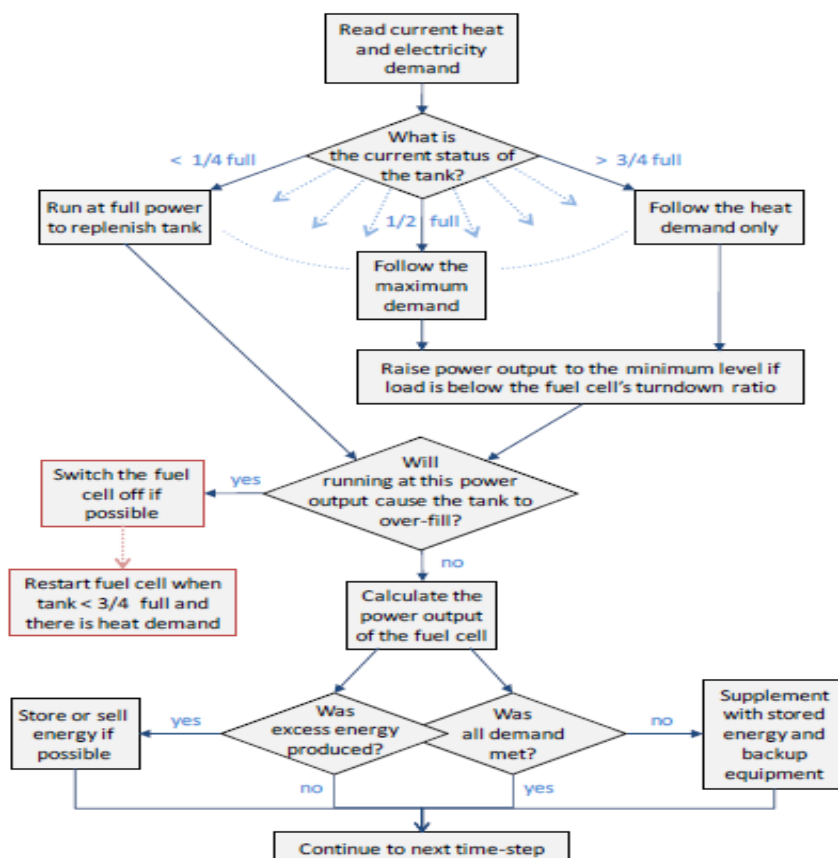 Read current heat
and electricity
demand
What is
the current status of
the tank?
< 1/4 full
> 3/4 full
Run at full power
to replenish tank
1/2 full
Follow the heat
demand only
Follow the
maximum
demand
Raise power output to the minimum level if
load is below the fuel cell's turndown ratio
Will
running at this power
output cause the tank to
over-fill?
yes
Switch the fuel
cell off if
possible
no
Restart fuel cell when
tank < 3/4 full and
there is heat demand
Calculate the
power output
of the fuel cell
Was
excess energy
produced?
yes
Store or sell
energy if
possible
no
Was
all demand
met?
no
Supplement
with stored
energy and
backup
equipment
yes
Continue to next time-step